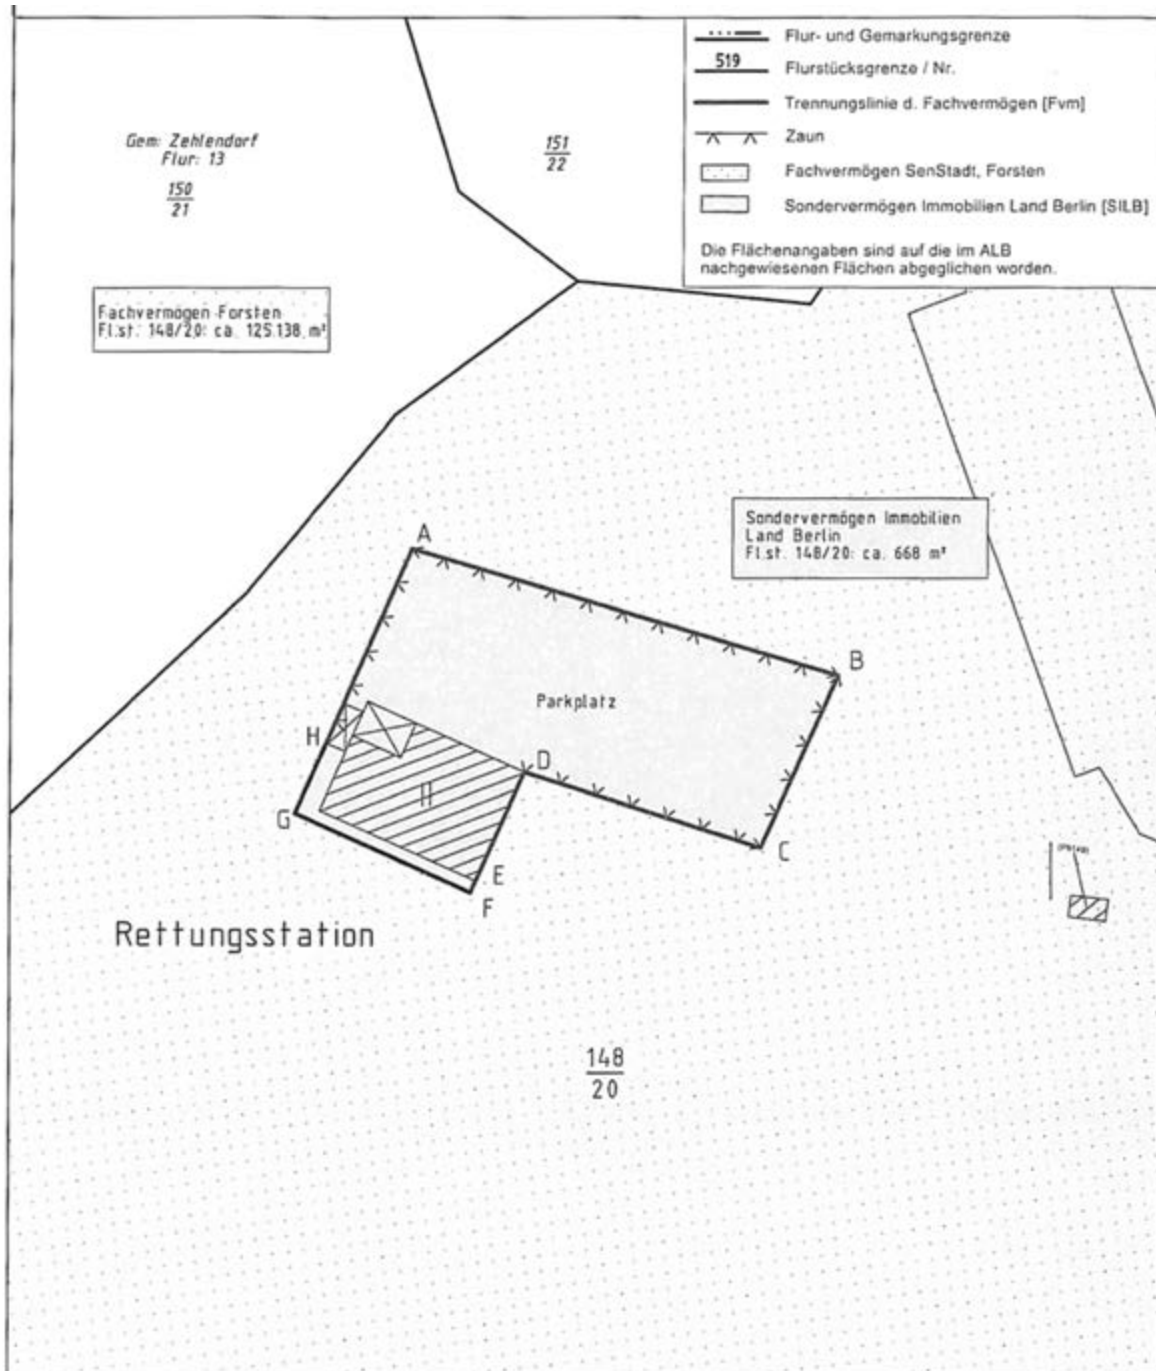 Flur- und Gemarkungsgrenze
519
Flurstücksgrenze / Nr.
Trennungslinie d. Fachvermögen [Fvm]
Zaun
Fachvermögen SenStadt, Forsten
Sondervermögen Immobilien Land Berlin [SILB]
Die Flächenangaben sind auf die im ALB
nachgewiesenen Flächen abgeglichen worden.
Gem: Zehlendorf
Flur: 13
150
21
151
22
Fachvermögen Forsten
Fl.st. 148/20: ca. 125.138 m²
Sondervermögen Immobilien
Land Berlin
Fl.st. 148/20: ca. 668 m²
A
B
Parkplatz
H
D
II
G
C
E
F
Rettungsstation
148
20